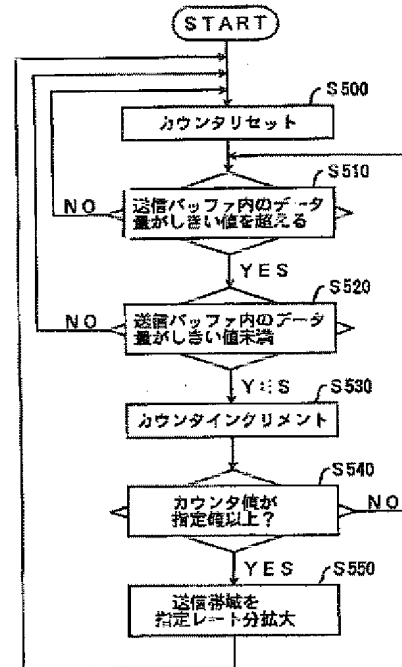 START
S500
カウンタリセット
S510
送信バッファ内のデータ
量がしきい値を超える
NO
YES
S520
送信バッファ内のデータ
量がしきい値未満
NO
YES
S530
カウンタインクリメント
S540
カウンタ値が
指定値以上?
NO
YES
S550
送信帯域を
指定レート分拡大